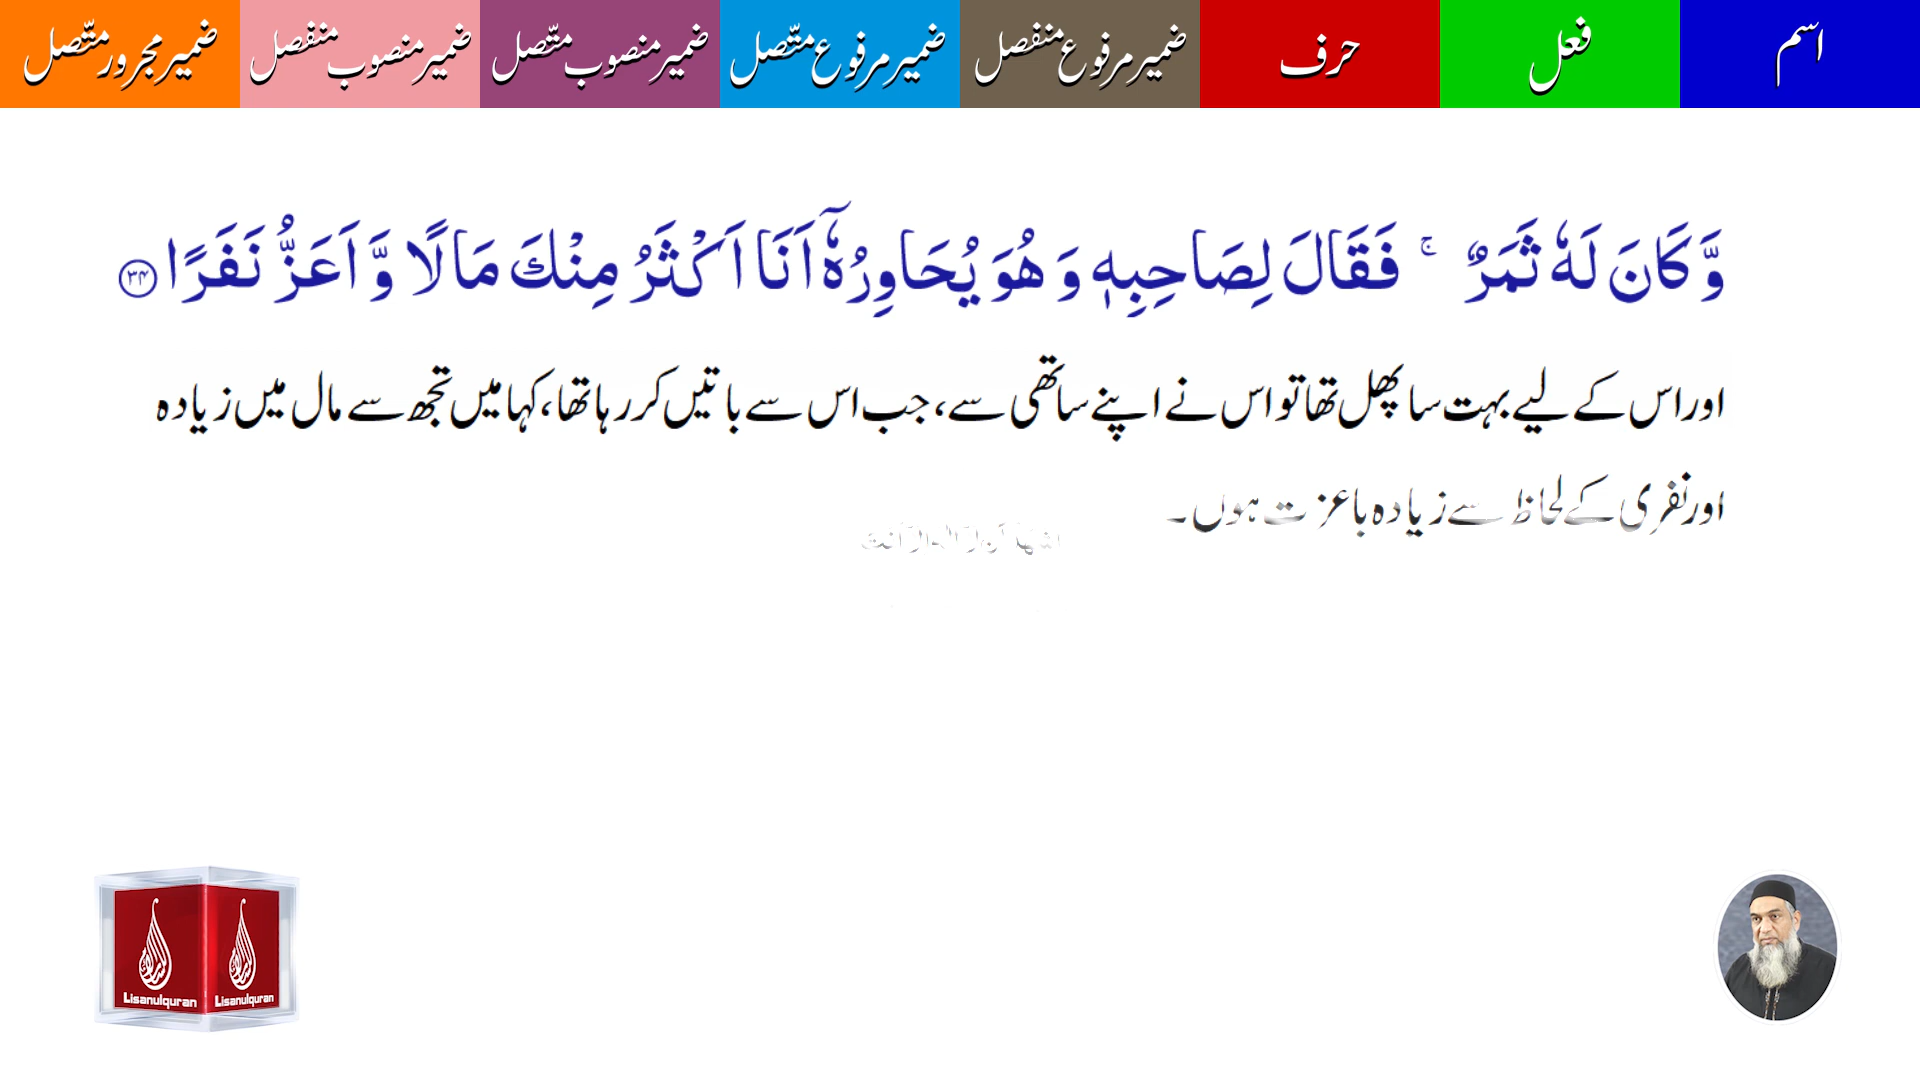 اسم فعل حرف ضمیر مرفوع منفصل ضمیر مرفوع متّصل ضمیر منصوب متّصل ضمیر منصوب منفصل ضمیر مجرور متّصل
وَّ كَانَ لَهٗ ثَمَرٌ ۚ فَقَالَ لِصَاحِبِهٖ وَ هُوَ يُحَاوِرُهٗۤ اَنَا اَكْثَرُ مِنْكَ مَالًا وَّ اَعَزُّ نَفَرًا ۳۴
اور اس کے لیے بہت سا پھل تھا تو اس نے اپنے ساتھی سے، جب اس سے باتیں کر رہا تھا، کہا میں تجھ سے مال میں زیادہ
اور نفری کے لحاظ سے زیادہ باعزت ہوں۔
Lisanulquran Lisanulquran